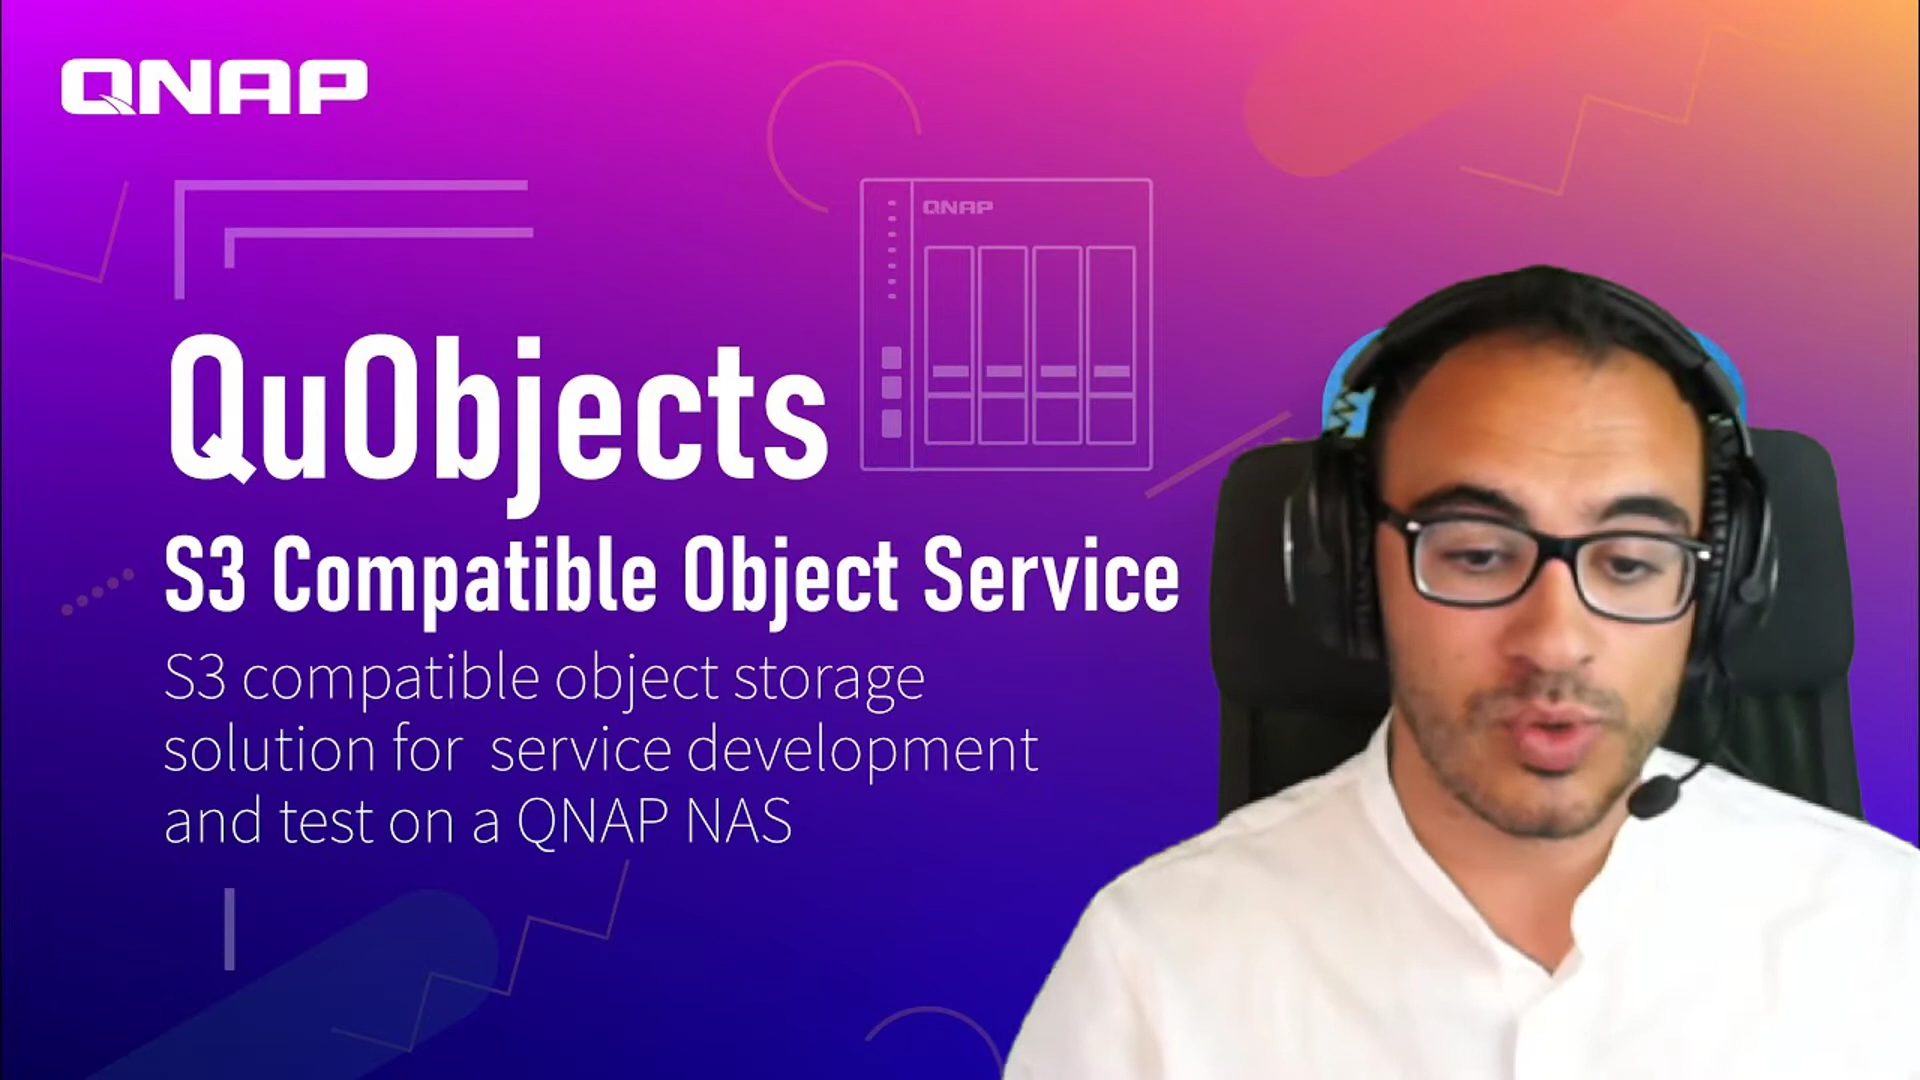 QNAP
QNAP
QuObjects
S3 Compatible Object Service
S3 compatible object storage
solution for service development
and test on a QNAP NAS